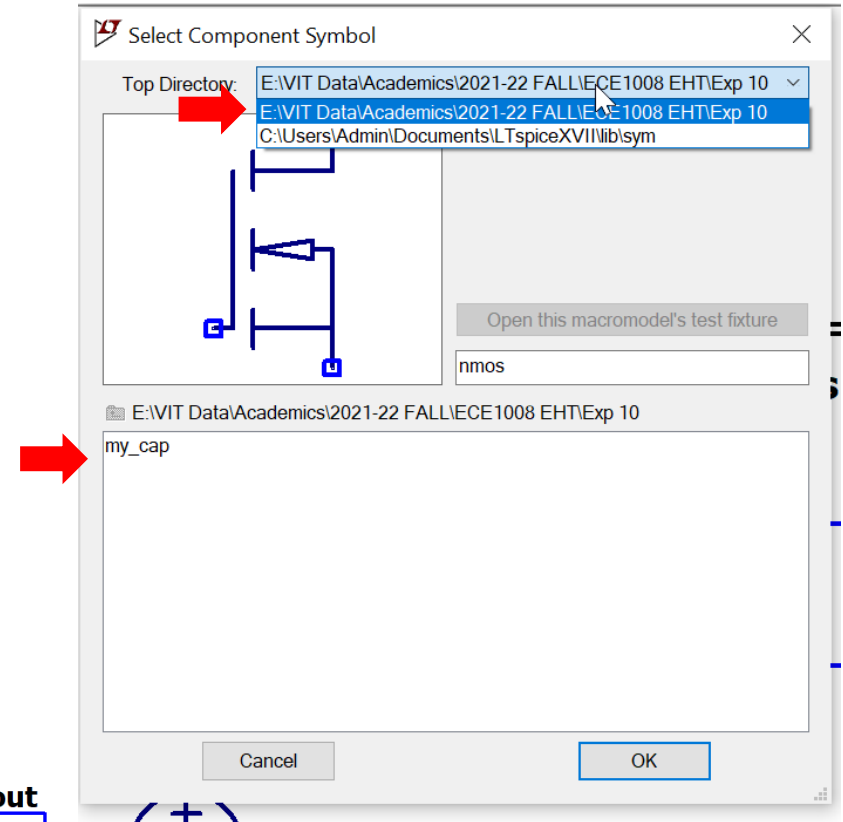 Select Component Symbol
Top Directory: E:\VIT Data\Academics\2021-22 FALL\ECE1008 EHT\Exp 10
E:\VIT Data\Academics\2021-22 FALL\ECE1008 EHT\Exp 10
C:\Users\Admin\Documents\LTspiceXVII\lib\sym
Open this macromodel's test fixture
=
nmos
s
E:\VIT Data\Academics\2021-22 FALL\ECE1008 EHT\Exp 10
my_cap
Cancel
OK
out
+